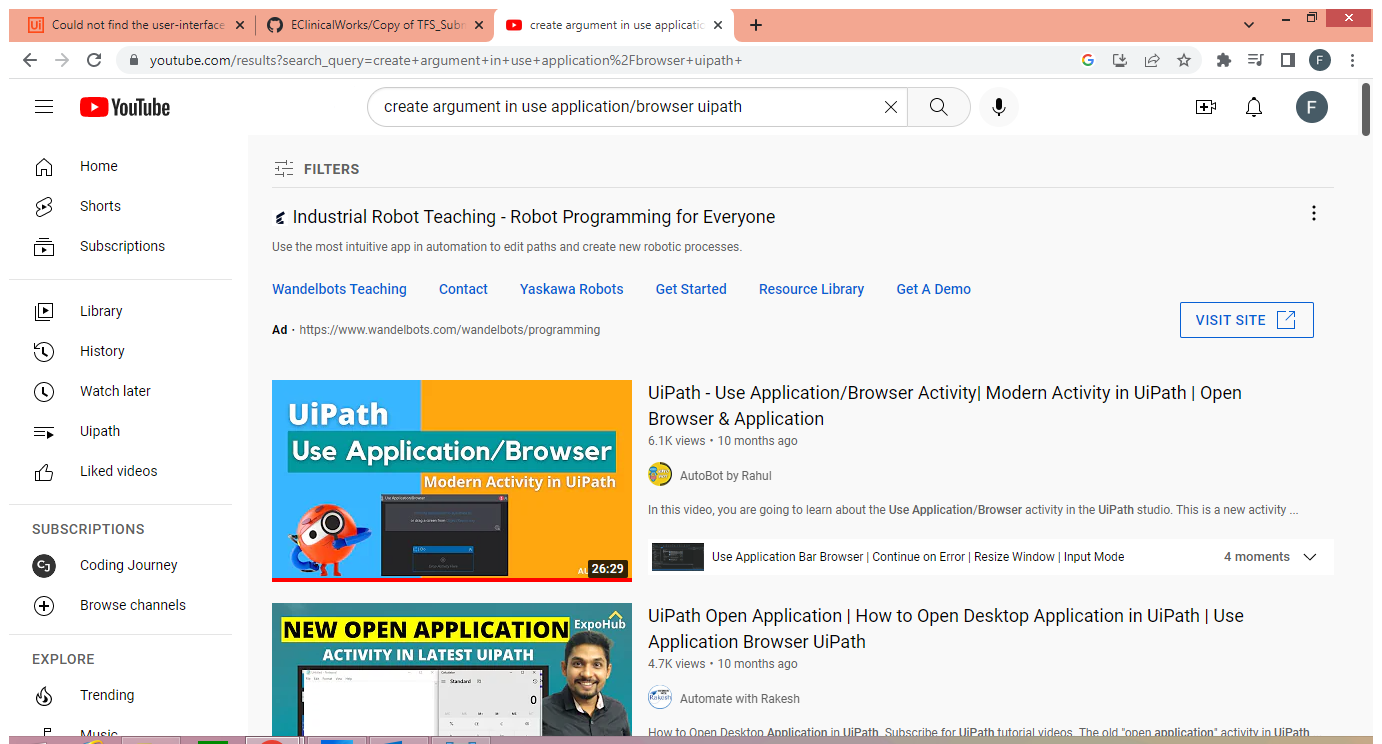 Could not find the user-interface
EClinicalWorks/Copy of TFS_Subm
create argument in use applicatio
youtube.com/results?search_query=create+argument+in+use+application%2Fbrowser+uipath+
F
YouTube
create argument in use application/browser uipath
F
Home
Shorts
Subscriptions
Library
History
Watch later
Uipath
Liked videos
SUBSCRIPTIONS
CJ
Coding Journey
Browse channels
EXPLORE
Trending
Music
FILTERS
Industrial Robot Teaching - Robot Programming for Everyone
Use the most intuitive app in automation to edit paths and create new robotic processes.
Wandelbots Teaching Contact Yaskawa Robots Get Started Resource Library Get A Demo
Ad · https://www.wandelbots.com/wandelbots/programming
VISIT SITE
UiPath
Use Application/Browser
Modern Activity in UiPath
Use Application/Browser
26:29
UiPath - Use Application/Browser Activity| Modern Activity in UiPath | Open
Browser & Application
6.1K views • 10 months ago
AutoBot by Rahul
In this video, you are going to learn about the Use Application/Browser activity in the UiPath studio. This is a new activity ...
Use Application Bar Browser | Continue on Error | Resize Window | Input Mode
4 moments
NEW OPEN APPLICATION
ExpoHub
ACTIVITY IN LATEST UIPATH
Calculator
Standard
0
UiPath Open Application | How to Open Desktop Application in UiPath | Use
Application Browser UiPath
4.7K views • 10 months ago
Rakesh
Automate with Rakesh
How to Open Desktop Application in UiPath. Subscribe for UiPath tutorial videos. The old "open application" activity in UiPath